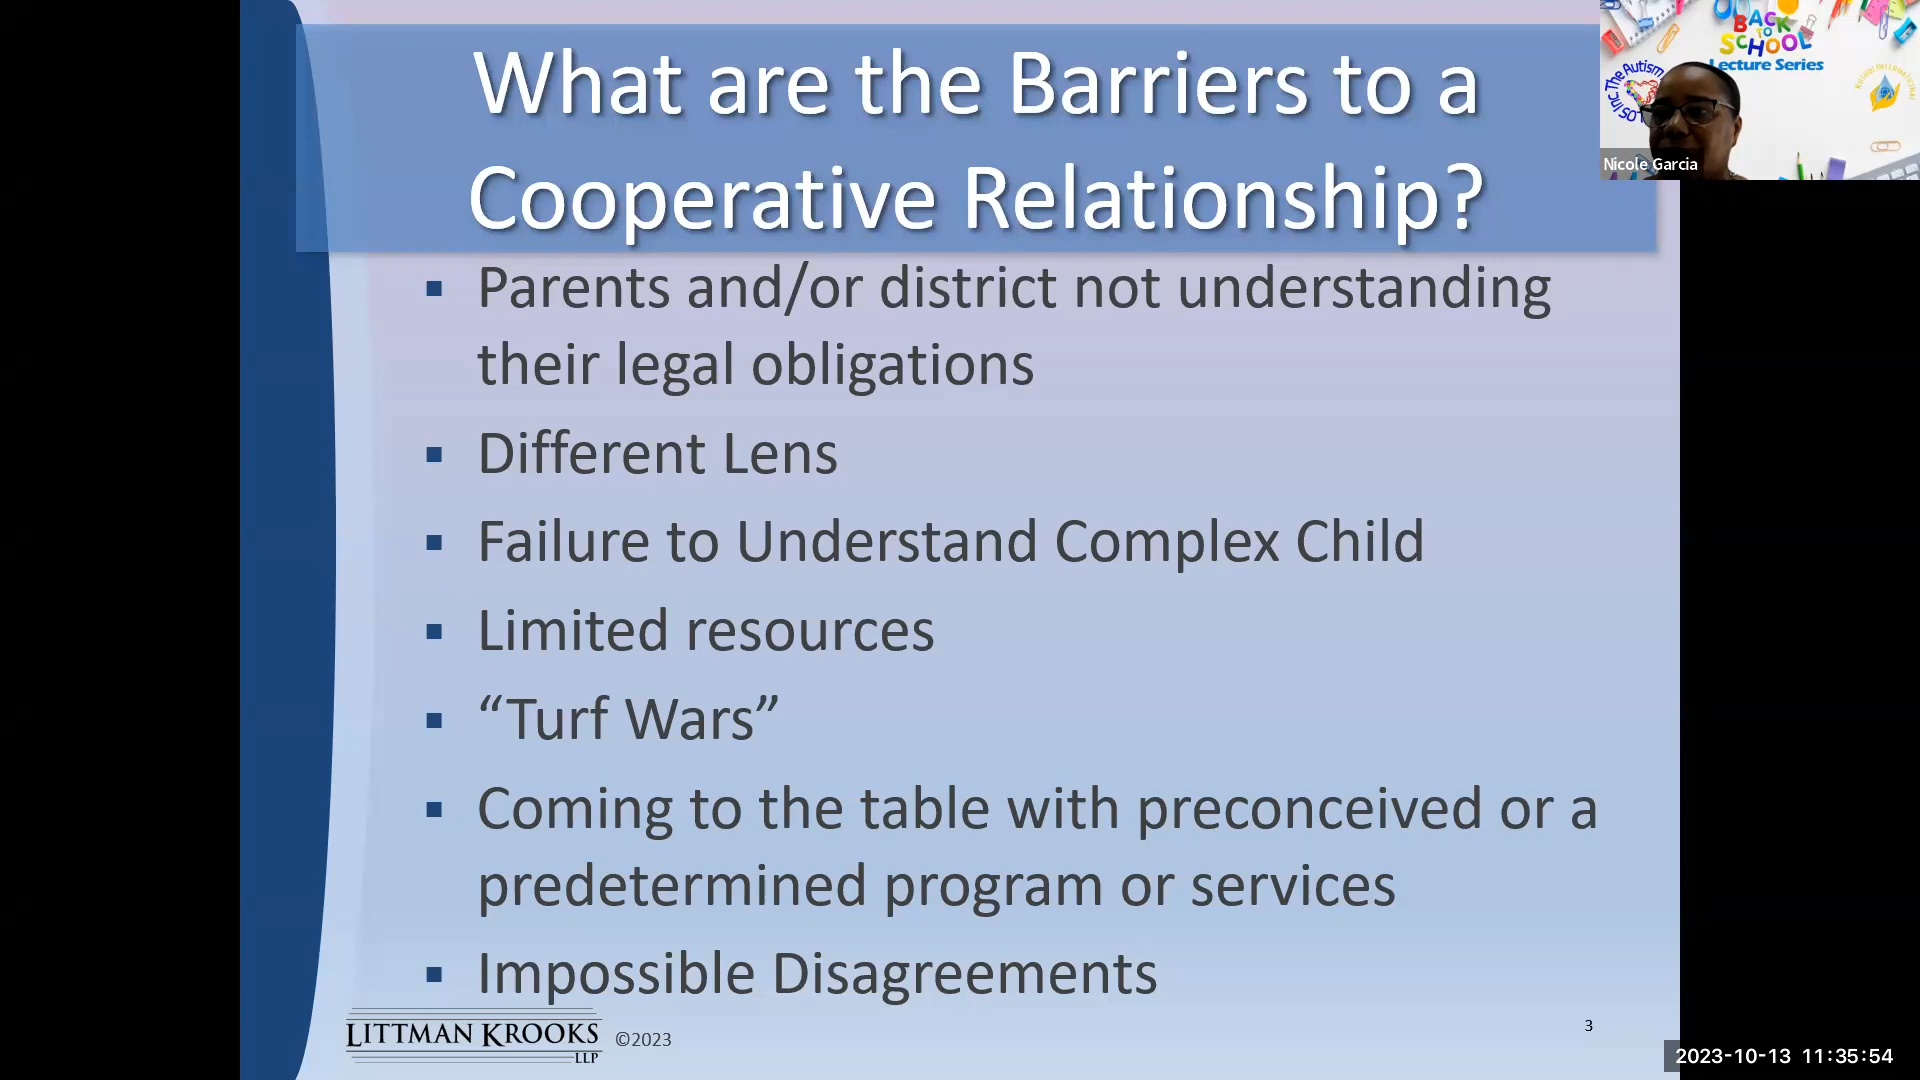 What are the Barriers to a
Cooperative Relationship?
▪ Parents and/or district not understanding
their legal obligations
▪ Different Lens
▪ Failure to Understand Complex Child
▪ Limited resources
▪ “Turf Wars”
▪ Coming to the table with preconceived or a
predetermined program or services
▪ Impossible Disagreements
LITTMAN KROOKS
LLP
©2023
3
BACK
TO
SCHOOL
Lecture Series
The Autism
Inc.
Nicole Garcia
2023-10-13 11:35:54